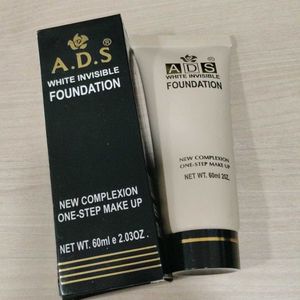 A.D.S®
WHITE INVISIBLE
FOUNDATION
NEW COMPLEXION
ONE-STEP MAKE UP
NET WT. 60ml e 2.03OZ.
ADS®
WHITE INVISIBLE
FOUNDATION
NEW COMPLEXION
ONE-STEP MAKE UP
NET WT. 60ml 2OZ.